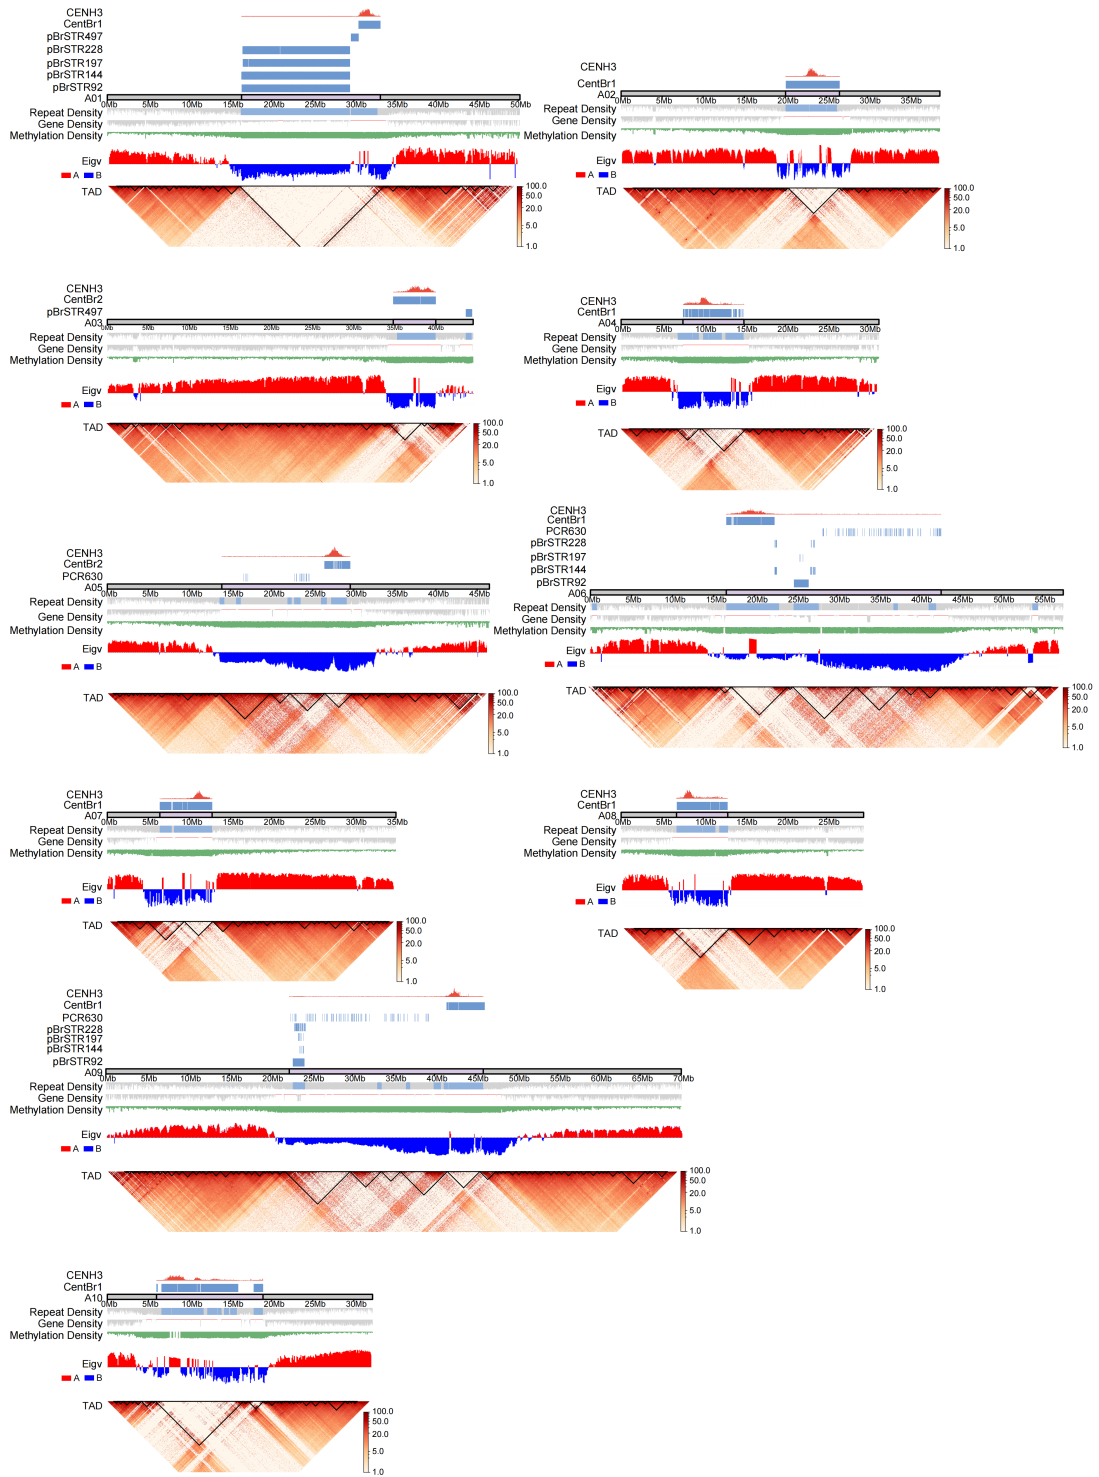 CENH3
CentBr1
pBrSTR497
pBrSTR228
pBrSTR197
pBrSTR144
pBrSTR92
A01
0Mb 5Mb 10Mb 15Mb 20Mb 25Mb 30Mb 35Mb 40Mb 45Mb 50Mb
Repeat Density
Gene Density
Methylation Density
Eigv
A B
TAD
100.0
50.0
20.0
5.0
1.0
CENH3
CentBr1
A02
0Mb 5Mb 10Mb 15Mb 20Mb 25Mb 30Mb 35Mb
Repeat Density
Gene Density
Methylation Density
Eigv
A B
TAD
100.0
50.0
20.0
5.0
1.0
CENH3
CentBr2
pBrSTR497
A03
0Mb 5Mb 10Mb 15Mb 20Mb 25Mb 30Mb 35Mb 40Mb
Repeat Density
Gene Density
Methylation Density
Eigv
A B
TAD
100.0
50.0
20.0
5.0
1.0
CENH3
CentBr1
A04
0Mb 5Mb 10Mb 15Mb 20Mb 25Mb 30Mb
Repeat Density
Gene Density
Methylation Density
Eigv
A B
TAD
100.0
50.0
20.0
5.0
1.0
CENH3
CentBr2
PCR630
A05
0Mb 5Mb 10Mb 15Mb 20Mb 25Mb 30Mb 35Mb 40Mb 45Mb
Repeat Density
Gene Density
Methylation Density
Eigv
A B
TAD
100.0
50.0
20.0
5.0
1.0
CENH3
CentBr1
PCR630
pBrSTR228
pBrSTR197
pBrSTR144
pBrSTR92
A06
0Mb 5Mb 10Mb 15Mb 20Mb 25Mb 30Mb 35Mb 40Mb 45Mb 50Mb 55Mb
Repeat Density
Gene Density
Methylation Density
Eigv
A B
TAD
100.0
50.0
20.0
5.0
1.0
CENH3
CentBr1
A07
0Mb 5Mb 10Mb 15Mb 20Mb 25Mb 30Mb 35Mb
Repeat Density
Gene Density
Methylation Density
Eigv
A B
TAD
100.0
50.0
20.0
5.0
1.0
CENH3
CentBr1
A08
0Mb 5Mb 10Mb 15Mb 20Mb 25Mb
Repeat Density
Gene Density
Methylation Density
Eigv
A B
TAD
100.0
50.0
20.0
5.0
1.0
CENH3
CentBr1
PCR630
pBrSTR228
pBrSTR197
pBrSTR144
pBrSTR92
A09
0Mb 5Mb 10Mb 15Mb 20Mb 25Mb 30Mb 35Mb 40Mb 45Mb 50Mb 55Mb 60Mb 65Mb 70Mb
Repeat Density
Gene Density
Methylation Density
Eigv
A B
TAD
100.0
50.0
20.0
5.0
1.0
CENH3
CentBr1
A10
0Mb 5Mb 10Mb 15Mb 20Mb 25Mb 30Mb
Repeat Density
Gene Density
Methylation Density
Eigv
A B
TAD
100.0
50.0
20.0
5.0
1.0